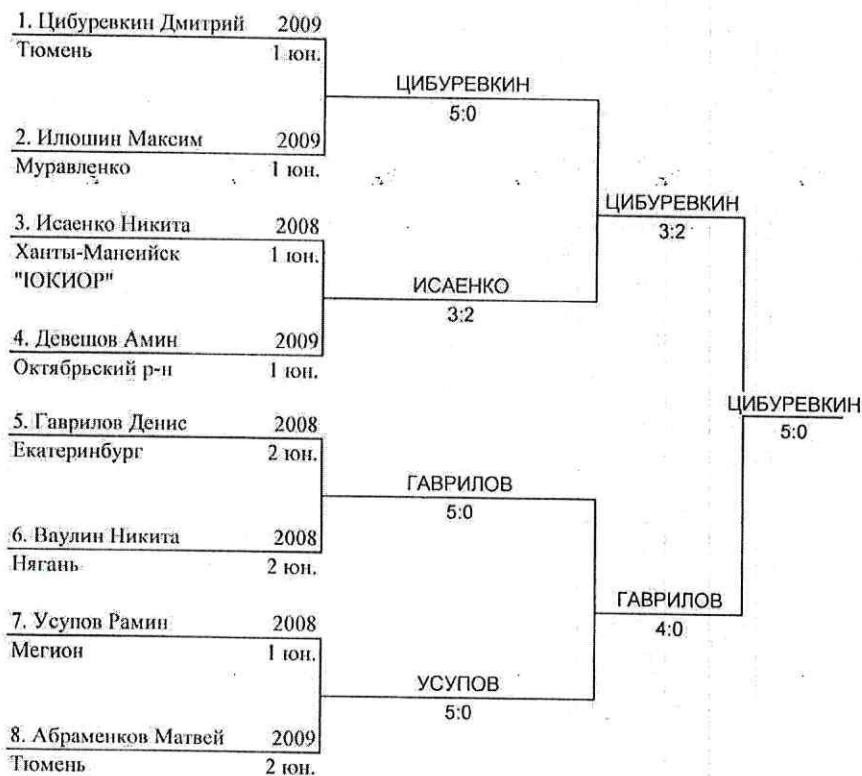 1. Цибуревкин Дмитрий 2009
Тюмень 1 юн.
ЦИБУРЕВКИН
5:0
2. Илюшин Максим 2009
Муравленко 1 юн.
ЦИБУРЕВКИН
3:2
3. Исаенко Никита 2008
Ханты-Мансийск 1 юн.
"ЮКИОР"
ИСАЕНКО
3:2
4. Девешов Амин 2009
Октябрьский р-н 1 юн.
ЦИБУРЕВКИН
5:0
5. Гаврилов Денис 2008
Екатеринбург 2 юн.
ГАВРИЛОВ
5:0
6. Ваулин Никита 2008
Нягань 2 юн.
ГАВРИЛОВ
4:0
7. Усупов Рамин 2008
Мегион 1 юн.
УСУПОВ
5:0
8. Абраменков Матвей 2009
Тюмень 2 юн.